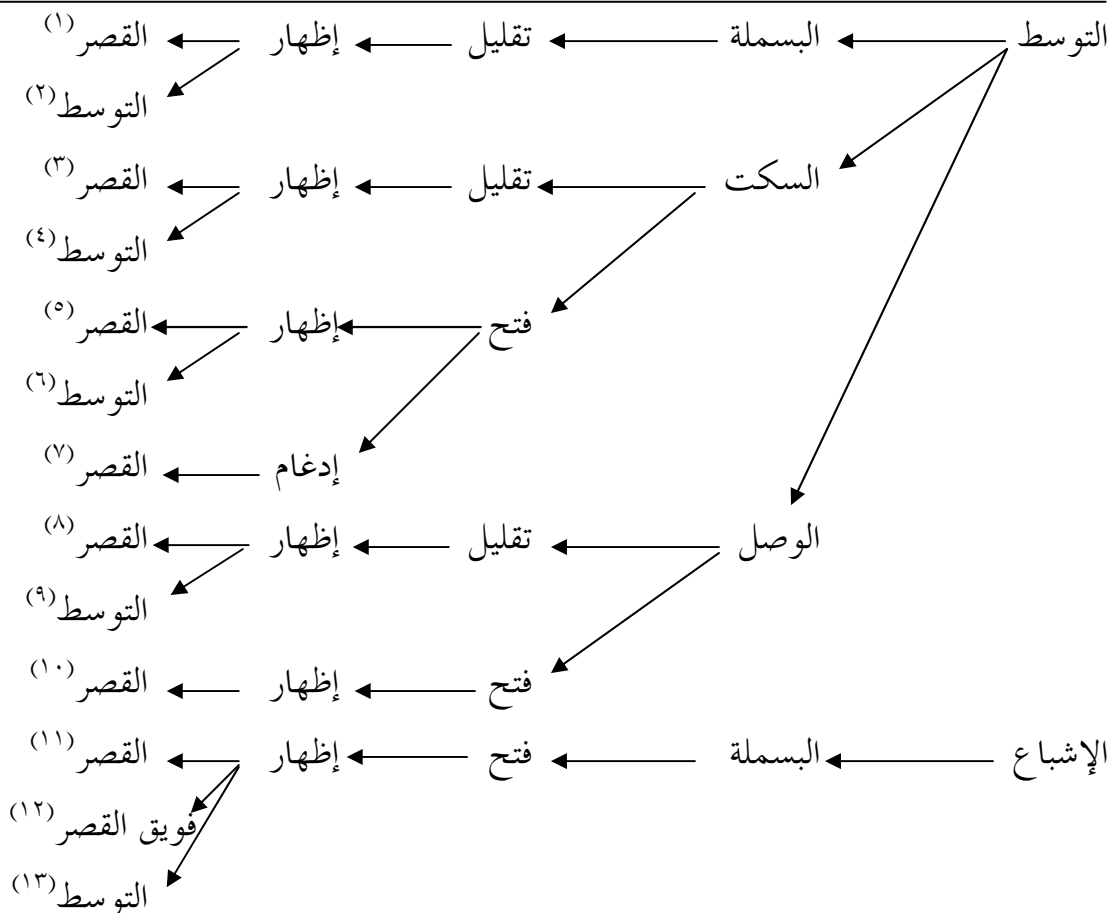 التوسط البسملة تقليل إظهار القصر(١)
التوسط(٢)
السكت تقليل إظهار القصر(٣)
التوسط(٤)
فتح إظهار القصر(٥)
التوسط(٦)
إدغام القصر(٧)
الوصل تقليل إظهار القصر(٨)
التوسط(٩)
فتح إظهار القصر(١٠)
الإشباع البسملة فتح إظهار القصر(١١)
فويق القصر(١٢)
التوسط(١٣)